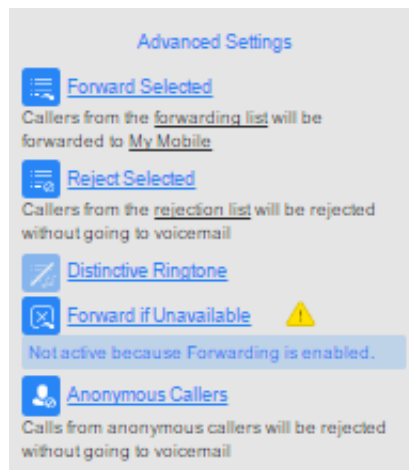 Advanced Settings
Forward Selected
Callers from the forwarding list will be
forwarded to My Mobile
Reject Selected
Callers from the rejection list will be rejected
without going to voicemail
Distinctive Ringtone
Forward if Unavailable
Not active because Forwarding is enabled.
Anonymous Callers
Calls from anonymous callers will be rejected
without going to voicemail